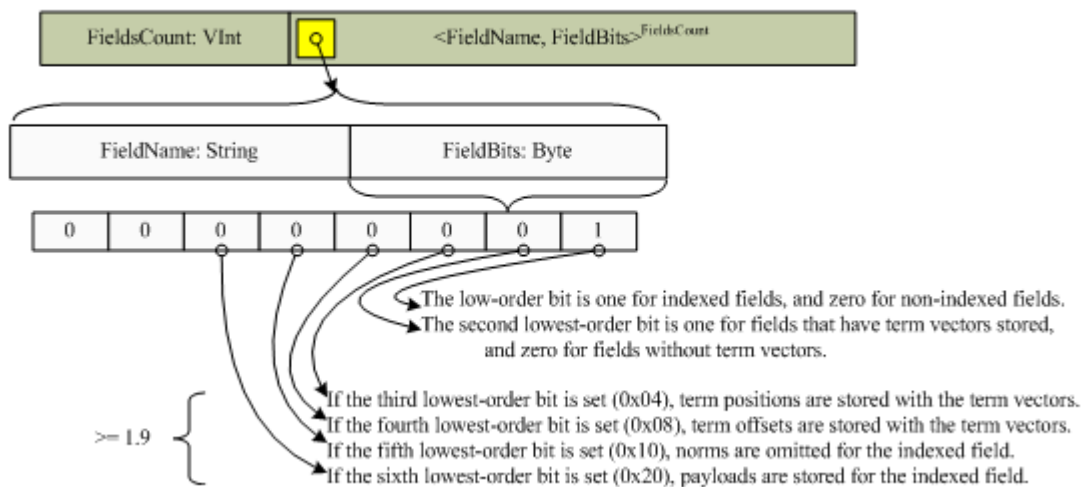 FieldsCount: VInt <FieldName, FieldBits>FieldsCount
FieldName: String FieldBits: Byte
0 0 0 0 0 0 0 1
The low-order bit is one for indexed fields, and zero for non-indexed fields.
The second lowest-order bit is one for fields that have term vectors stored,
and zero for fields without term vectors.
If the third lowest-order bit is set (0x04), term positions are stored with the term vectors.
If the fourth lowest-order bit is set (0x08), term offsets are stored with the term vectors.
>= 1.9
If the fifth lowest-order bit is set (0x10), norms are omitted for the indexed field.
If the sixth lowest-order bit is set (0x20), payloads are stored for the indexed field.